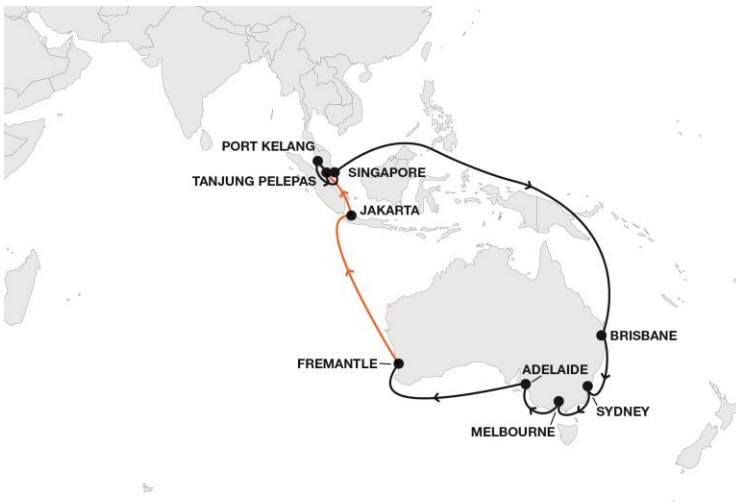 PORT KELANG
TANJUNG PELEPAS
SINGAPORE
JAKARTA
BRISBANE
FREMANTLE
ADELAIDE
SYDNEY
MELBOURNE